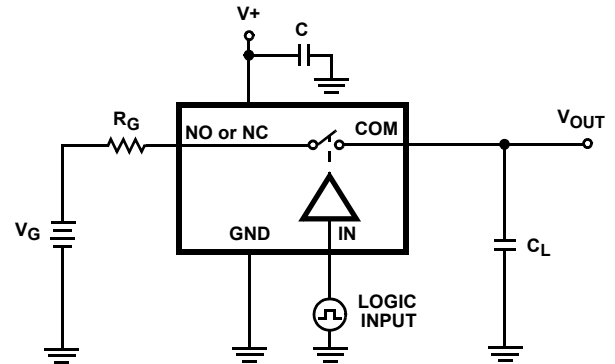 V+
C
RG
NO or NC
COM
VOUT
VG
GND
IN
CL
LOGIC
INPUT